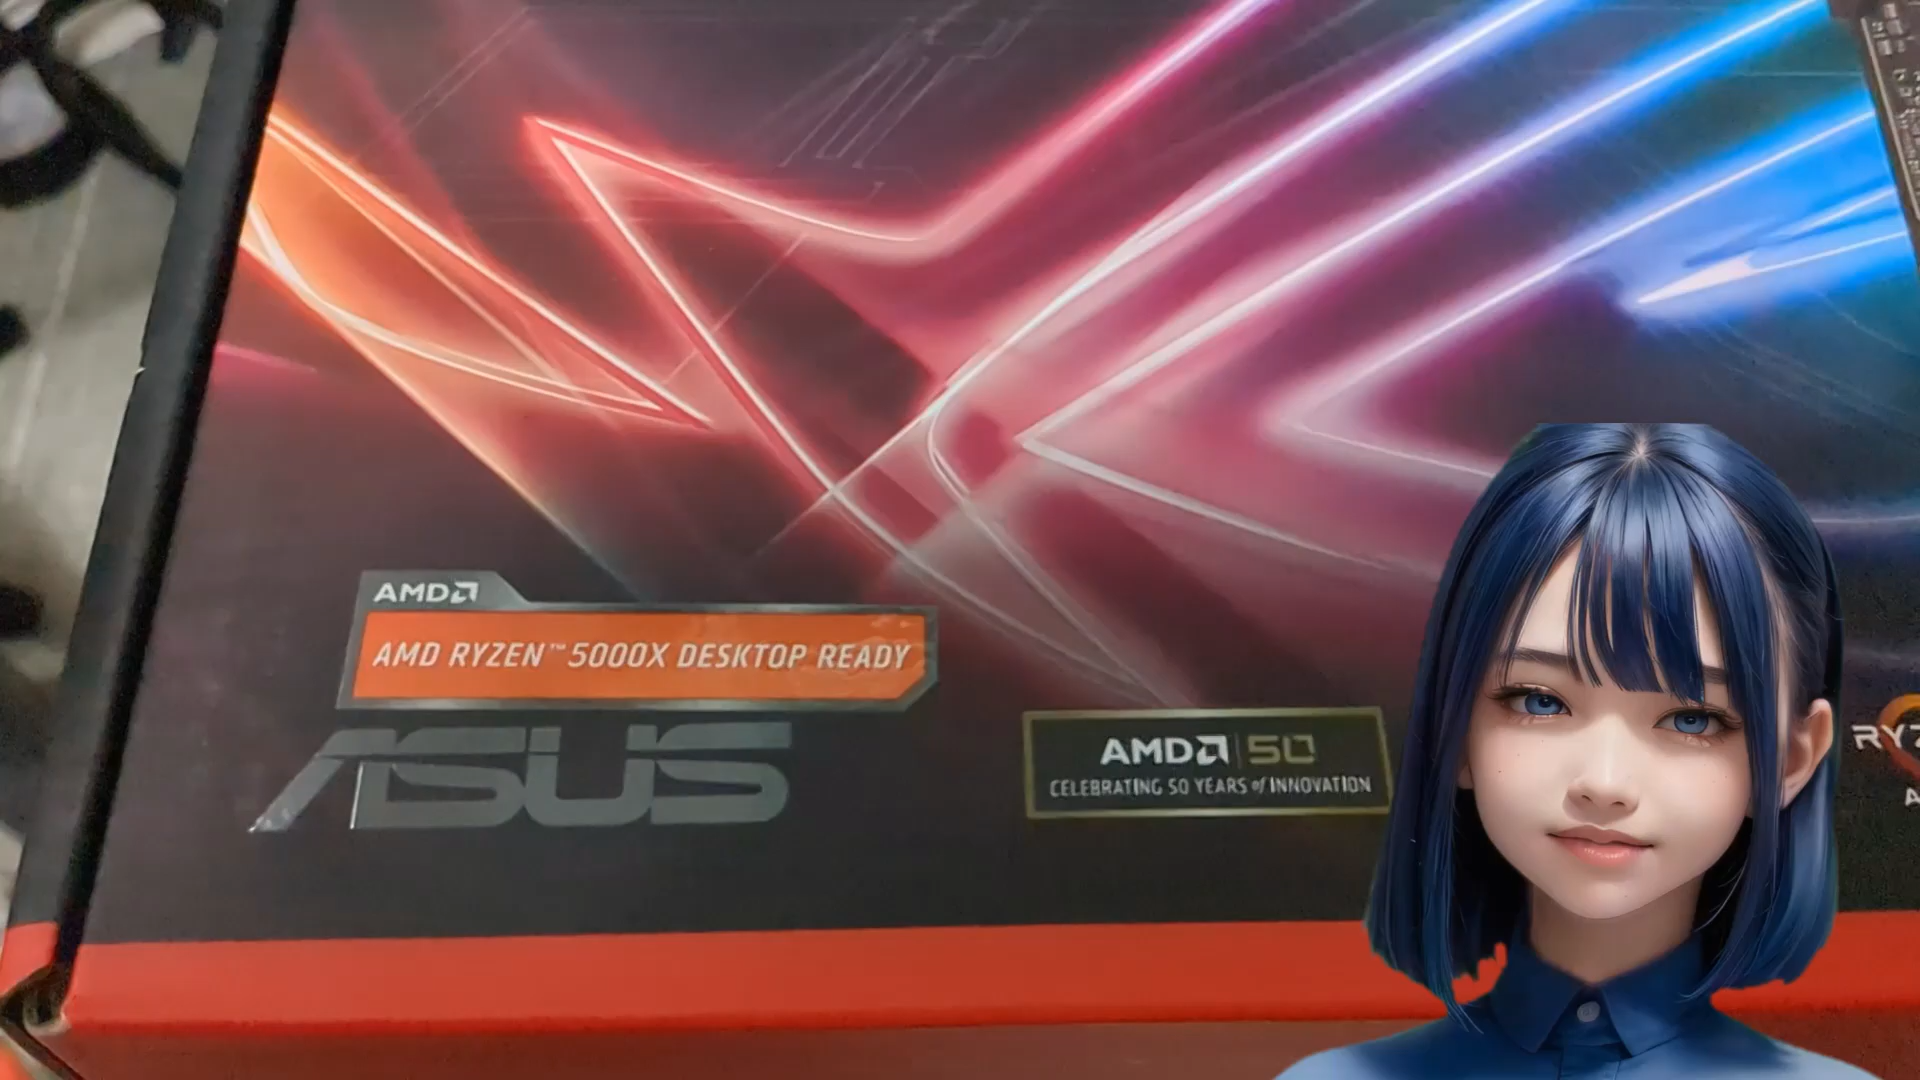 AMD
AMD RYZEN™ 5000X DESKTOP READY
ASUS
AMD 50
CELEBRATING 50 YEARS of INNOVATION